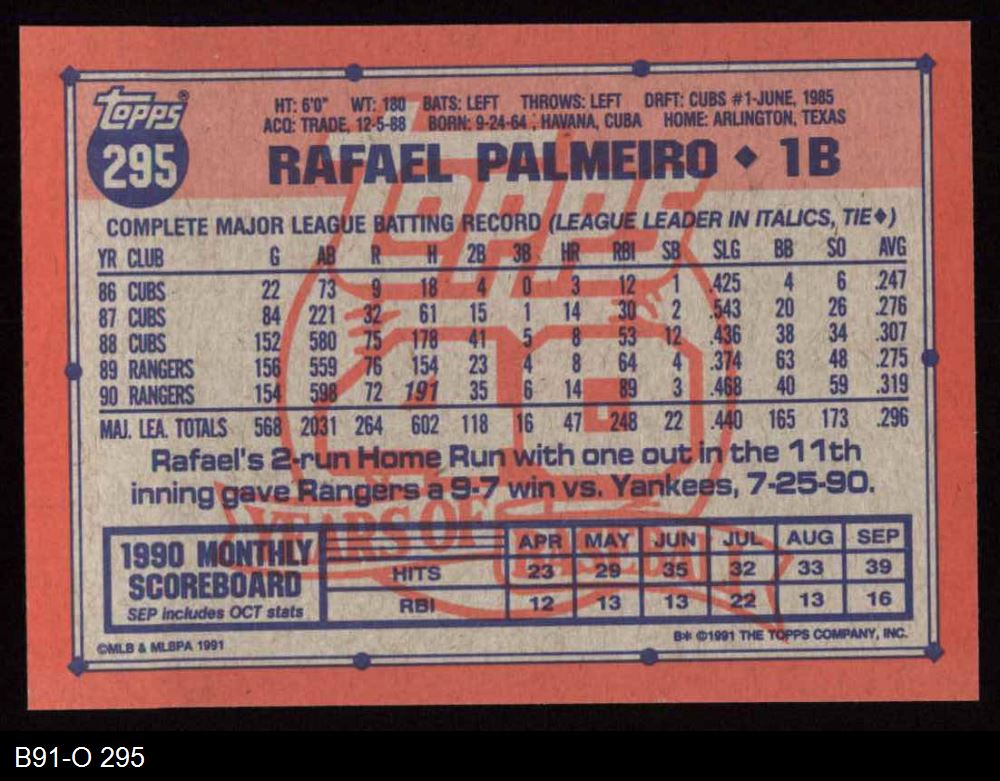 TOPPS®
295
HT: 6'0" WT: 180 BATS: LEFT THROWS: LEFT DRFT: CUBS #1-JUNE, 1985
ACQ: TRADE, 12-5-88 BORN: 9-24-64, HAVANA, CUBA HOME: ARLINGTON, TEXAS
RAFAEL PALMEIRO ◆ 1B
COMPLETE MAJOR LEAGUE BATTING RECORD (LEAGUE LEADER IN ITALICS, TIE◆)
YR CLUB G AB R H 2B 3B HR RBI SB SLG BB SO AVG
86 CUBS 22 73 9 18 4 0 3 12 1 .425 4 6 .247
87 CUBS 84 221 32 61 15 1 14 30 2 .543 20 26 .276
88 CUBS 152 580 75 178 41 5 8 53 12 .436 38 34 .307
89 RANGERS 156 559 76 154 23 4 8 64 4 .374 63 48 .275
90 RANGERS 154 598 72 191 35 6 14 89 3 .468 40 59 .319
MAJ. LEA. TOTALS 568 2031 264 602 118 16 47 248 22 .440 165 173 .296
Rafael's 2-run Home Run with one out in the 11th
inning gave Rangers a 9-7 win vs. Yankees, 7-25-90.
TOPPS
40
YEARS OF
BASEBALL
1990 MONTHLY
SCOREBOARD
SEP includes OCT stats
APR MAY JUN JUL AUG SEP
HITS 23 29 35 32 33 39
RBI 12 13 13 22 13 16
©MLB & MLBPA 1991
B* ©1991 THE TOPPS COMPANY, INC.
B91-O 295